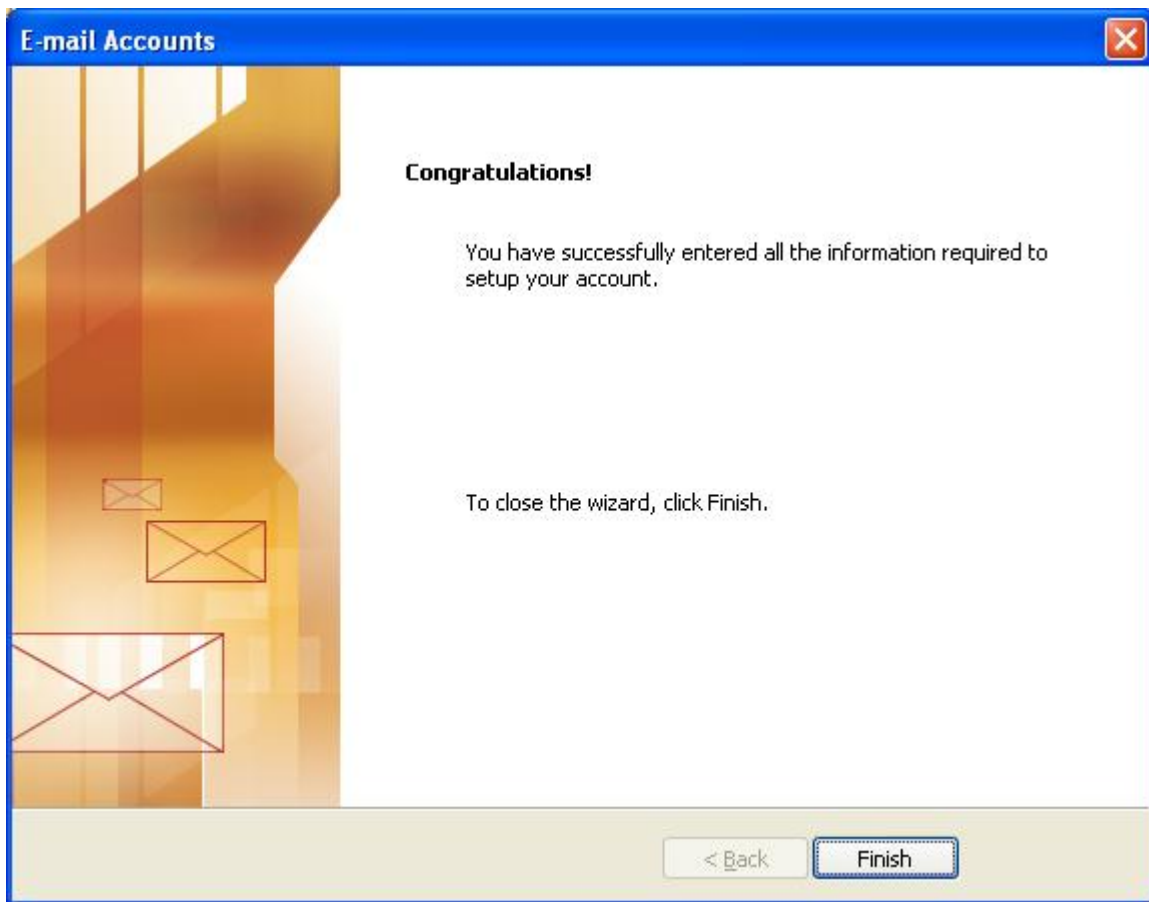 E-mail Accounts
Congratulations!
You have successfully entered all the information required to
setup your account.
To close the wizard, click Finish.
< Back
Finish